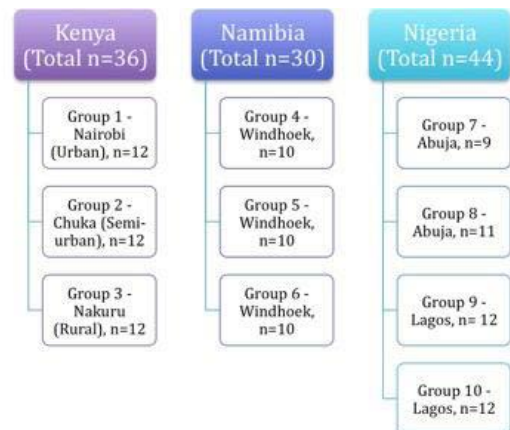 Kenya
(Total n=36)
Group 1 -
Nairobi
(Urban), n=12
Group 2 -
Chuka (Semi-
urban), n=12
Group 3 -
Nakuru
(Rural), n=12
Namibia
(Total n=30)
Group 4 -
Windhoek,
n=10
Group 5 -
Windhoek,
n=10
Group 6 -
Windhoek,
n=10
Nigeria
(Total n=44)
Group 7 -
Abuja, n=9
Group 8 -
Abuja, n=11
Group 9 -
Lagos, n= 12
Group 10 -
Lagos, n=12